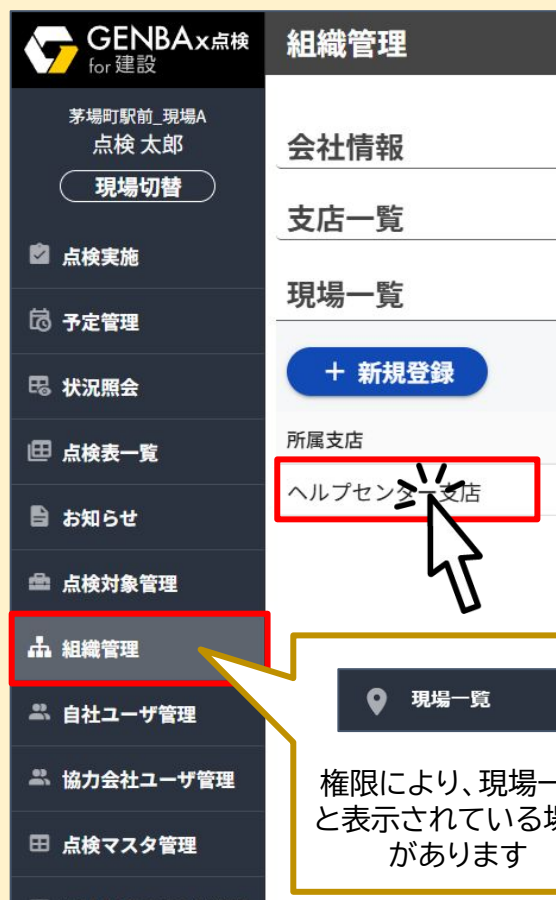 GENBAx点検
for 建設
茅場町駅前_現場A
点検 太郎
現場切替
点検実施
予定管理
状況照会
点検表一覧
お知らせ
点検対象管理
組織管理
自社ユーザ管理
協力会社ユーザ管理
点検マスタ管理
組織管理
会社情報
支店一覧
現場一覧
+ 新規登録
所属支店
ヘルプセンター支店
現場一覧
権限により、現場一
と表示されている場
があります